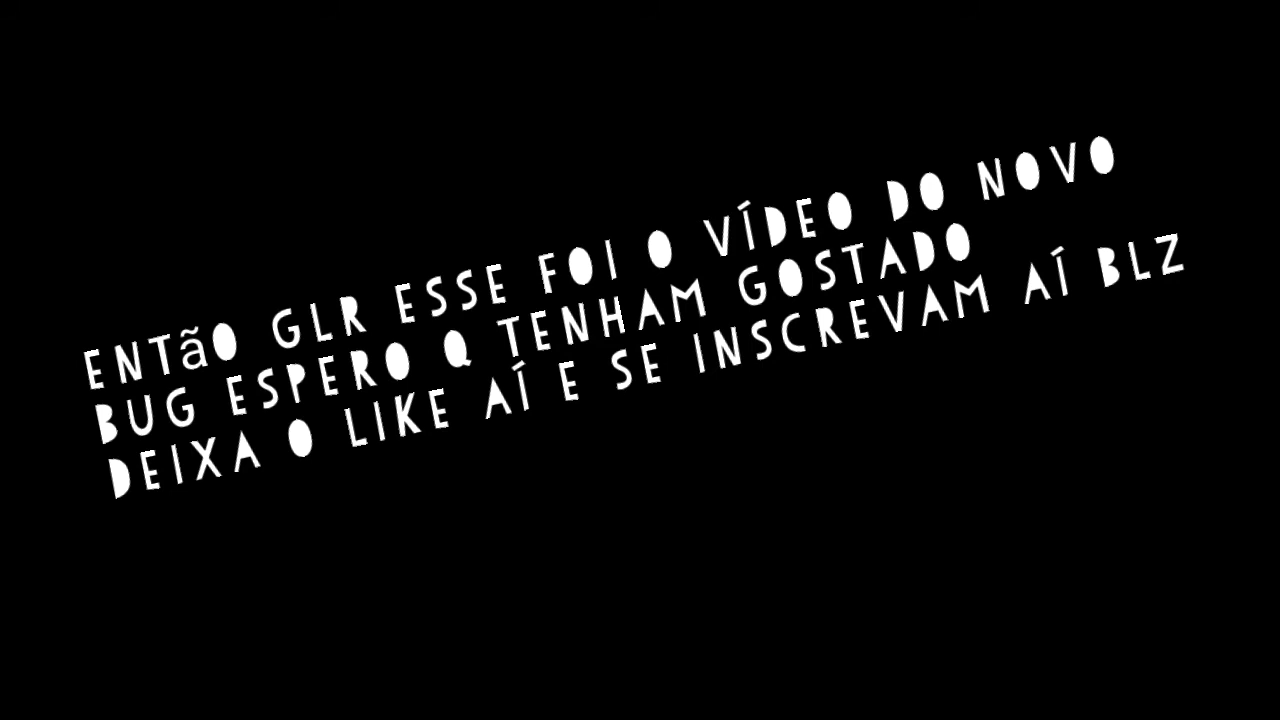 ENTãO GLR ESSE FOI O VÍDEO DO NOVO
BUG ESPERO Q TENHAM GOSTADO
DEIXA O LIKE AÍ E SE INSCREVAM AÍ BLZ